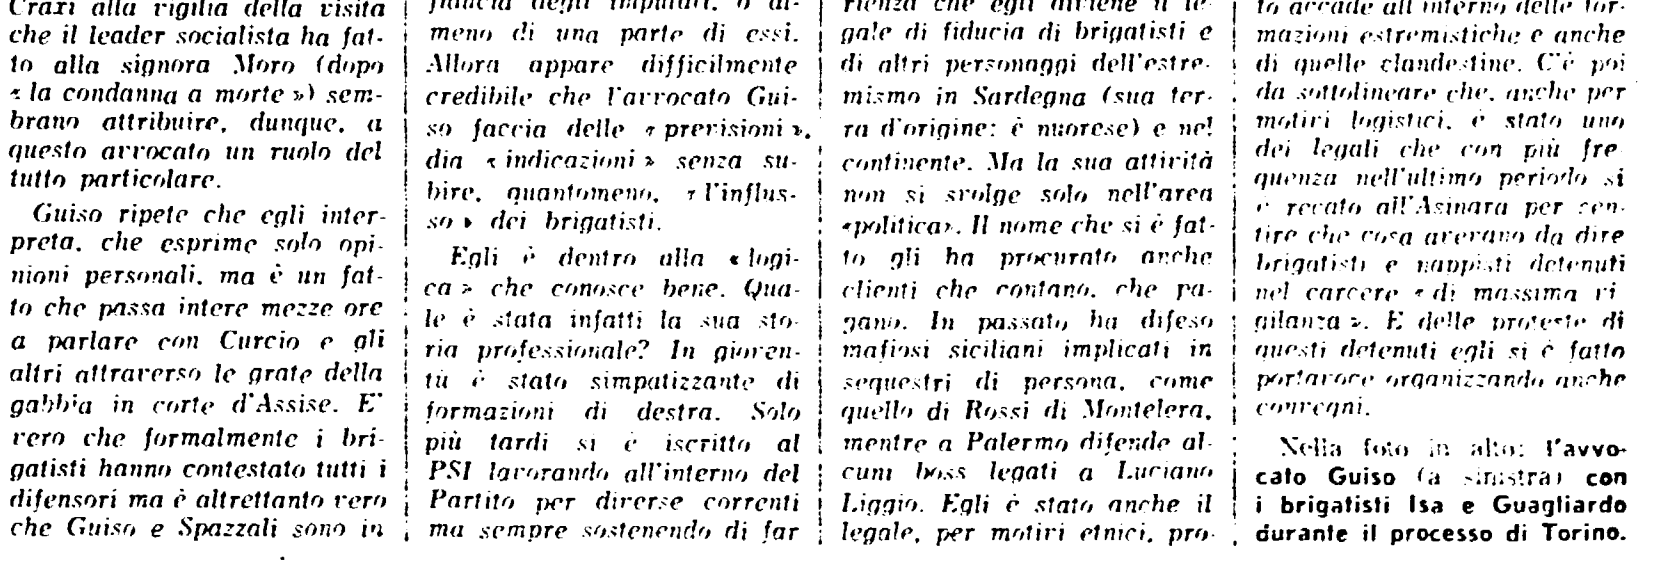 Craxi alla vigilia della visita
che il leader socialista ha fat-
to alla signora Moro (dopo
« la condanna a morte ») sem-
brano attribuire, dunque, a
questo avvocato un ruolo del
tutto particolare.
Guiso ripete che egli inter-
preta, che esprime solo opi-
nioni personali, ma è un fat-
to che passa intere mezze ore
a parlare con Curcio e gli
altri attraverso le grate della
gabbia in corte d'Assise. E'
vero che formalmente i bri-
gatisti hanno contestato tutti i
difensori ma è altrettanto vero
che Guiso e Spazzali sono in
fiducia degli imputati, o al-
meno di una parte di essi.
Allora appare difficilmente
credibile che l'avvocato Gui-
so faccia delle « previsioni »,
dia « indicazioni » senza su-
bire, quantomeno, « l'influs-
so » dei brigatisti.
Egli è dentro alla « logi-
ca » che conosce bene. Qua-
le è stata infatti la sua sto-
ria professionale? In gioven-
tù è stato simpatizzante di
formazioni di destra. Solo
più tardi si è iscritto al
PSI lavorando all'interno del
Partito per diverse correnti
ma sempre sostenendo di far
rienza che egli diviene il le-
gale di fiducia di brigatisti e
di altri personaggi dell'estre-
mismo in Sardegna (sua ter-
ra d'origine: è nuorese) e nel
continente. Ma la sua attività
non si svolge solo nell'area
«politica». Il nome che si è fat-
to gli ha procurato anche
clienti che contano, che pa-
gano. In passato ha difeso
mafiosi siciliani implicati in
sequestri di persona, come
quello di Rossi di Montelera,
mentre a Palermo difende al-
cuni boss legati a Luciano
Liggio. Egli è stato anche il
legale, per motivi etnici, pro-
to accade all'interno delle for-
mazioni estremistiche e anche
di quelle clandestine. C'è poi
da sottolineare che, anche per
motivi logistici, è stato uno
dei legali che con più fre-
quenza nell'ultimo periodo si
è recato all'Asinara per sen-
tire che cosa avevano da dire
brigatisti e nappisti detenuti
nel carcere « di massima vi-
gilanza ». E delle proteste di
questi detenuti egli si è fatto
portavoce organizzando anche
convegni.
Nella foto in alto: l'avvo-
cato Guiso (a sinistra) con
i brigatisti Isa e Guagliardo
durante il processo di Torino.